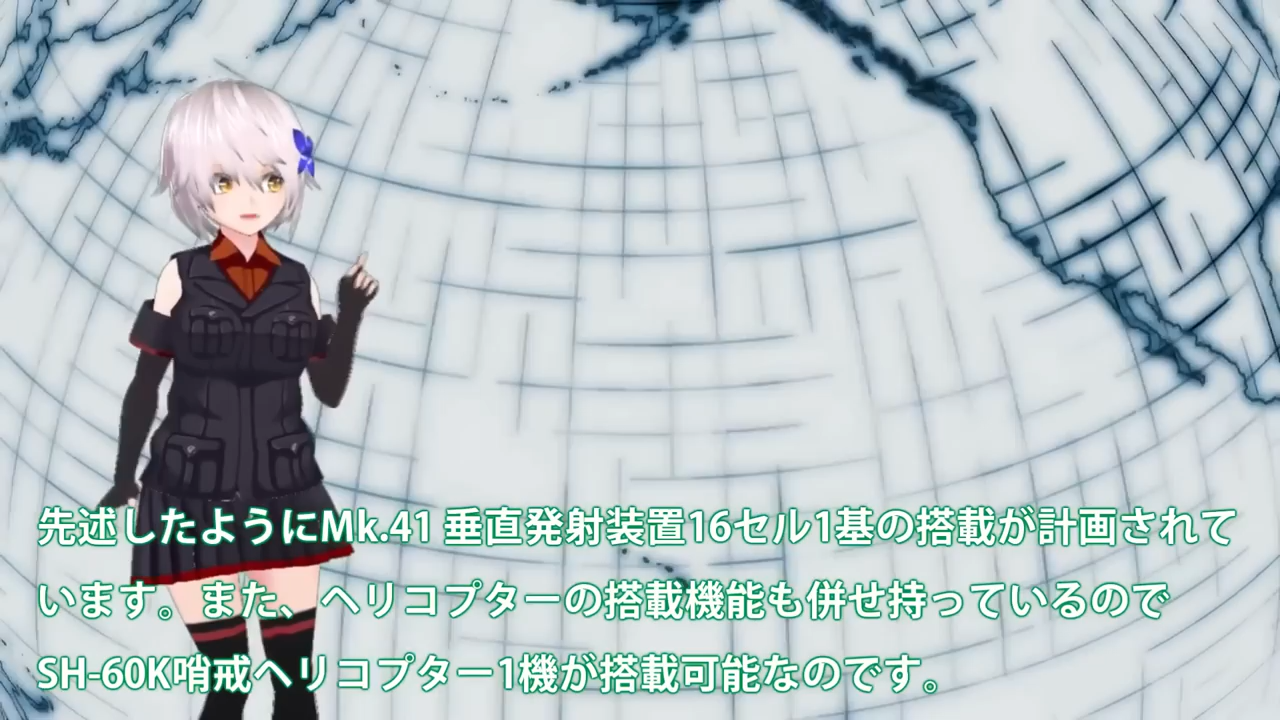 先述したようにMk.41 垂直発射装置16セル1基の搭載が計画されて
います。また、ヘリコプターの搭載機能も併せ持っているので
SH-60K哨戒ヘリコプター1機が搭載可能なのです。